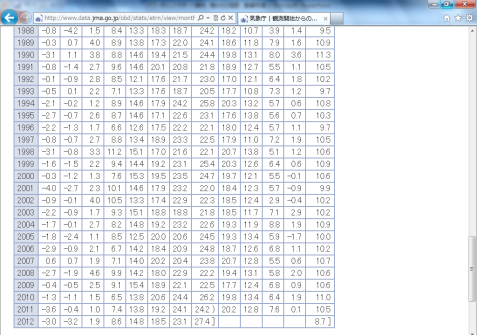 http://www.data.jma.go.jp/obd/stats/etrn/view/montl
気象庁 | 観測開始からの...
1988 -0.8 -4.2 1.5 8.4 13.3 18.3 18.7 24.2 18.2 10.7 3.9 1.4 9.5
1989 -0.3 0.7 4.0 8.9 13.8 17.3 22.0 24.1 18.6 11.8 7.9 1.6 10.9
1990 -3.1 1.1 3.8 8.8 14.6 19.4 21.5 24.4 19.8 13.1 8.0 3.6 11.3
1991 -0.8 -1.4 2.7 9.6 14.6 20.1 20.8 21.8 18.9 12.7 5.5 1.1 10.5
1992 -0.1 -0.9 2.8 8.5 12.1 17.6 21.7 23.0 17.0 12.1 6.4 1.8 10.2
1993 -0.5 0.1 2.2 7.1 13.3 17.6 18.7 20.5 17.7 10.8 7.3 1.2 9.7
1994 -2.1 -0.2 1.2 8.9 14.6 17.9 24.2 25.8 20.3 13.2 5.7 0.6 10.8
1995 -2.7 -0.7 2.6 8.7 14.6 17.1 22.6 23.1 17.6 13.8 5.6 0.7 10.3
1996 -2.2 -1.3 1.7 6.6 12.6 17.5 22.2 22.1 18.0 12.4 5.7 1.1 9.7
1997 -0.8 -0.7 2.7 8.8 13.4 18.9 23.3 22.5 17.9 11.0 7.2 1.9 10.5
1998 -3.1 -0.8 3.3 11.2 15.1 17.0 21.6 22.1 20.7 13.8 5.1 1.2 10.6
1999 -1.6 -1.5 2.2 9.4 14.4 19.2 23.1 25.4 20.3 12.6 6.4 0.6 10.9
2000 -0.3 -1.2 1.3 7.6 15.3 19.5 23.5 24.7 19.7 12.1 5.5 -0.1 10.6
2001 -4.0 -2.7 2.3 10.1 14.6 17.9 23.2 22.0 18.4 12.3 5.7 -0.9 9.9
2002 -0.9 -0.1 4.0 10.5 13.3 17.4 22.9 22.3 18.5 12.4 2.9 -0.4 10.2
2003 -2.2 -0.9 1.7 9.3 15.1 18.8 18.8 21.8 18.5 11.7 7.1 2.9 10.2
2004 -1.7 -0.1 2.7 8.2 14.8 19.2 23.2 22.6 19.3 11.9 8.8 1.9 10.9
2005 -1.8 -2.4 1.1 8.5 12.5 20.0 20.6 24.5 19.3 13.4 5.9 -1.7 10.0
2006 -2.9 -0.9 2.1 6.7 14.2 18.4 20.9 24.8 18.7 12.6 6.8 1.1 10.2
2007 0.6 0.7 1.9 7.1 14.0 20.2 20.4 23.8 20.7 12.8 5.5 0.6 10.7
2008 -2.7 -1.9 4.6 9.9 14.2 18.0 22.9 22.2 19.4 13.1 5.8 2.0 10.6
2009 -0.4 -0.5 2.5 9.1 15.4 18.9 22.1 22.5 17.7 12.4 6.8 0.9 10.6
2010 -1.3 -1.1 1.5 6.5 13.8 20.6 24.4 26.2 19.8 13.4 6.4 1.9 11.0
2011 -3.6 -0.4 1.0 7.4 13.2 19.1 24.1 24.2 ) 20.2 12.8 7.6 0.1 10.5
2012 -3.0 -3.2 1.9 8.6 14.8 18.5 23.1 27.4 ] 8.7 ]